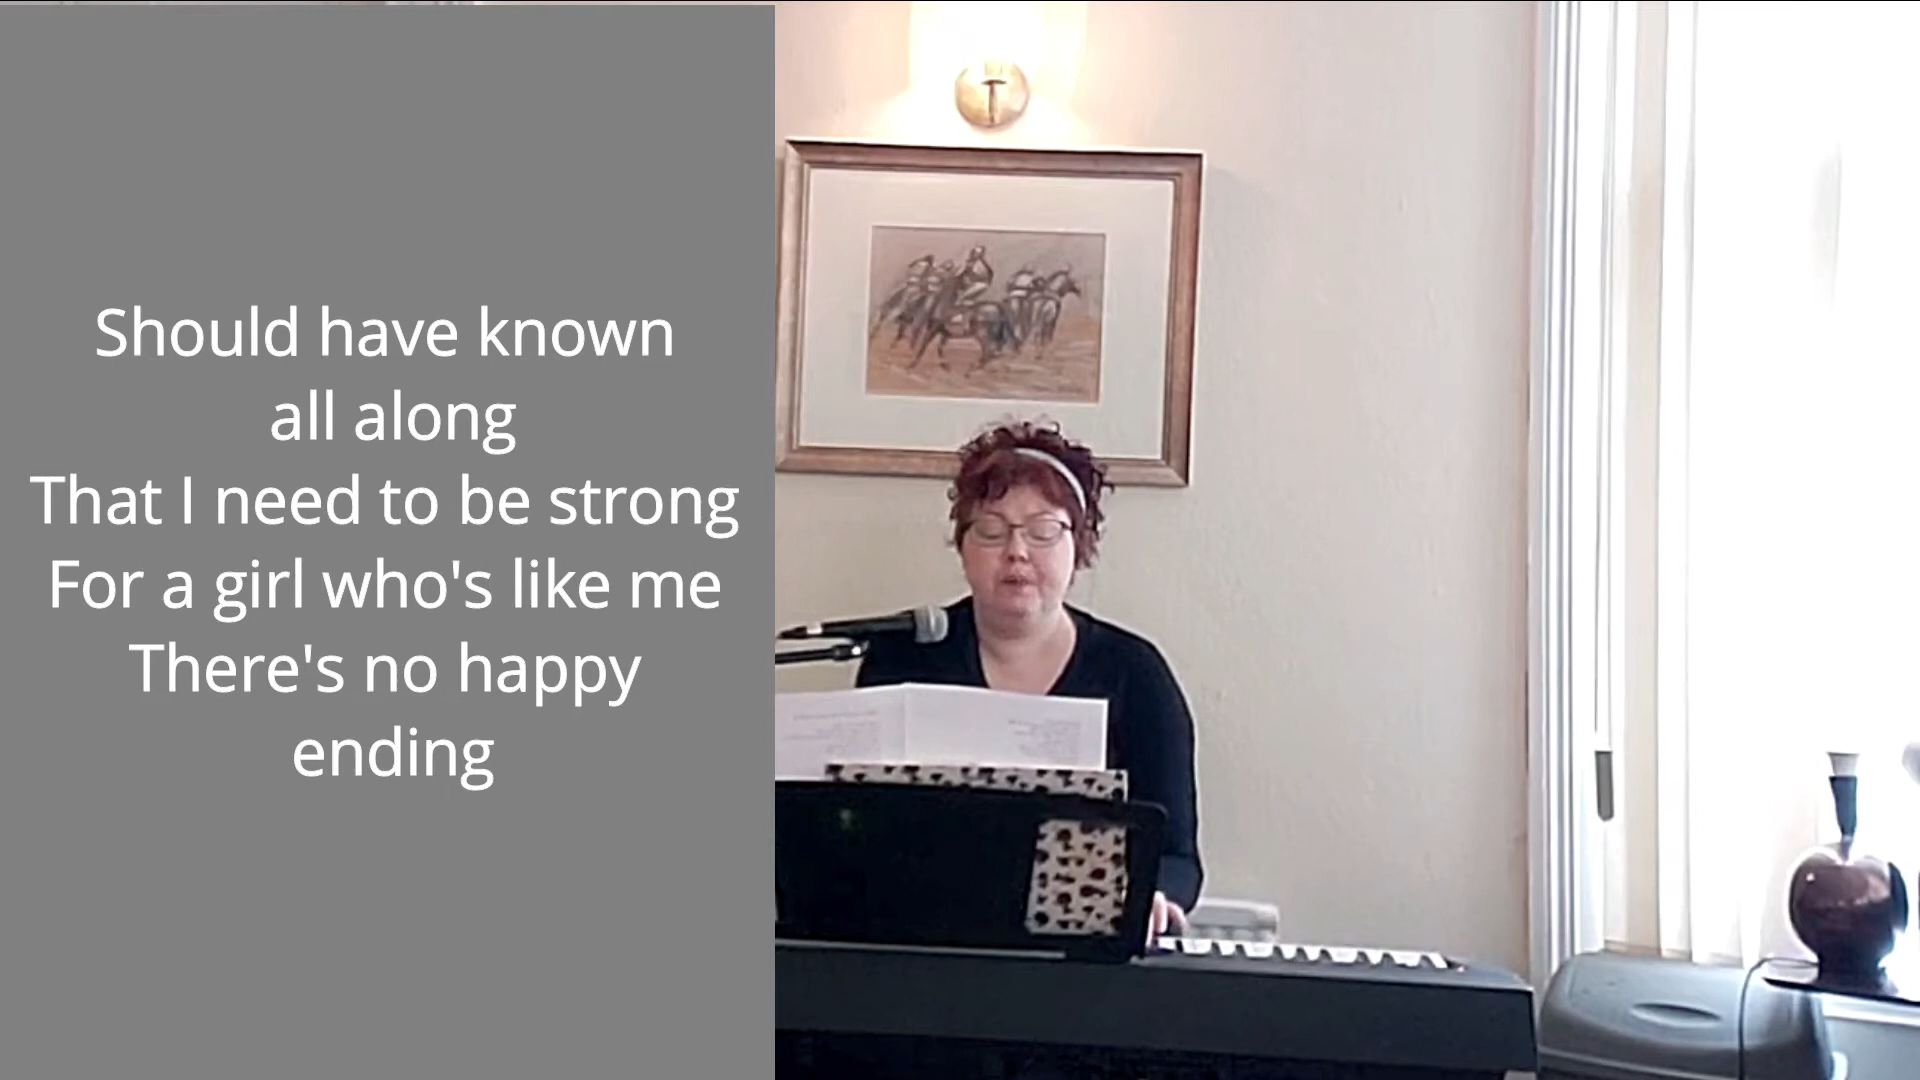 Should have known
all along
That I need to be strong
For a girl who's like me
There's no happy
ending